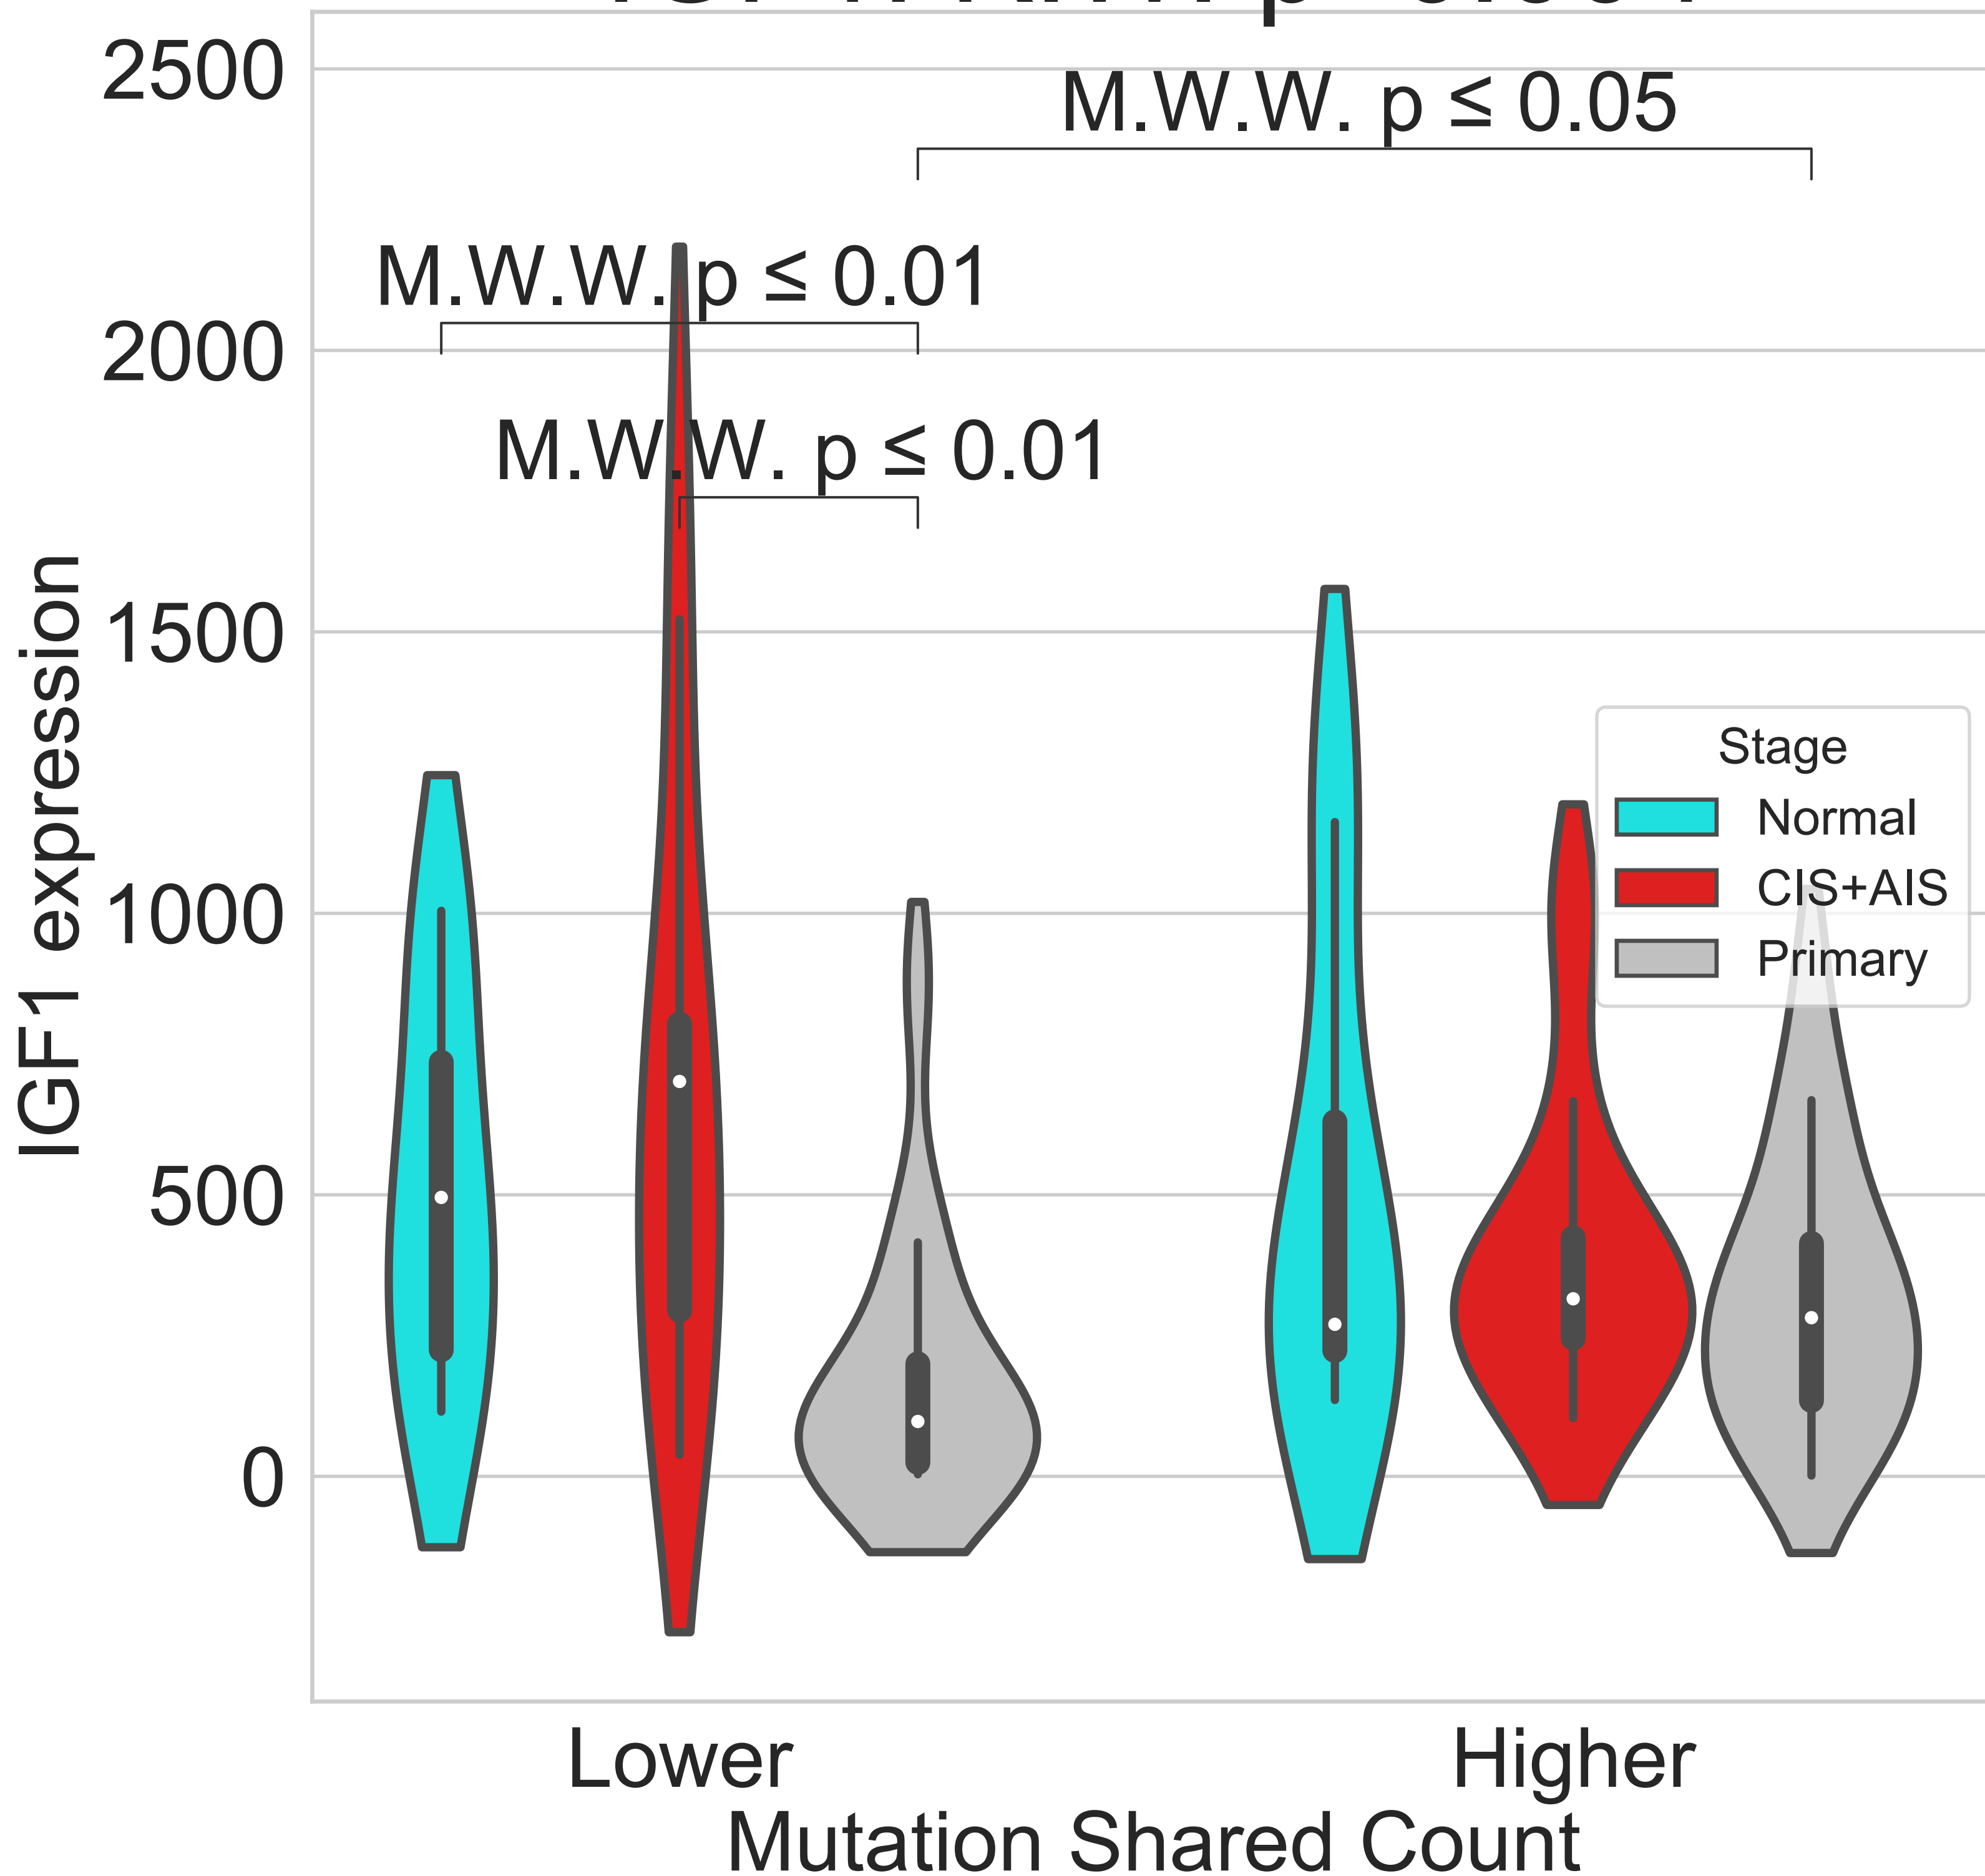 2500
M.W.W. p ≤ 0.05
M.W.W. p ≤ 0.01
2000
M.W.W. p ≤ 0.01
1500
IGF1 expression
Stage
Normal
CIS+AIS
Primary
1000
500
0
Lower
Higher
Mutation Shared Count